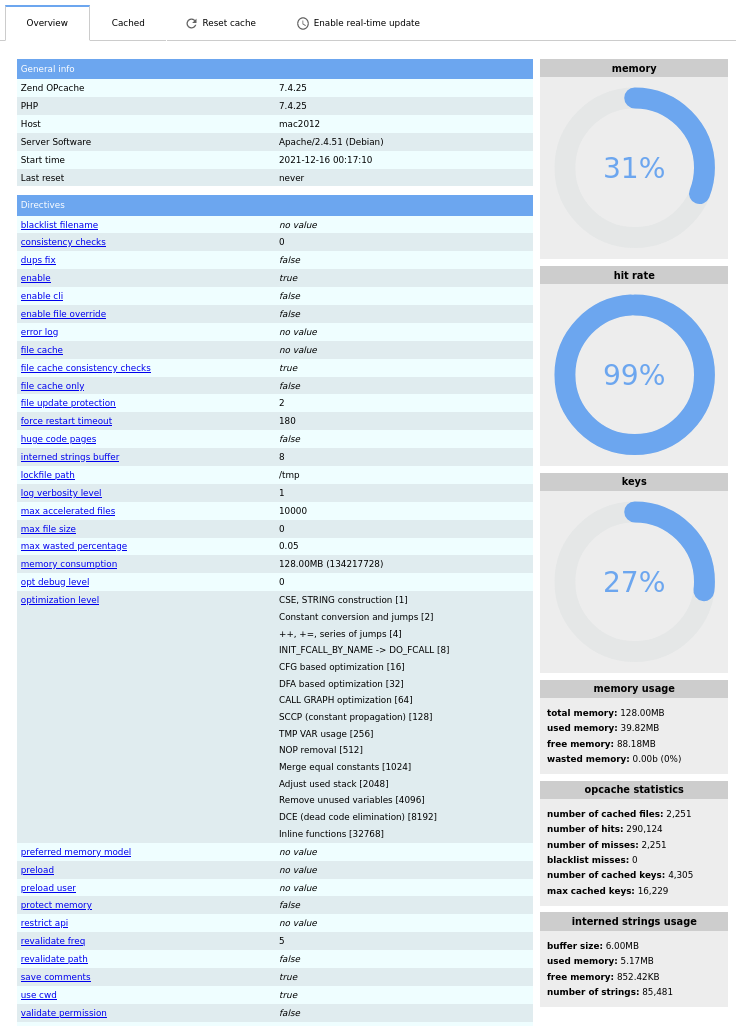 Overview
Cached
Reset cache
Enable real-time update
General info
Zend OPcache 7.4.25
PHP 7.4.25
Host mac2012
Server Software Apache/2.4.51 (Debian)
Start time 2021-12-16 00:17:10
Last reset never
Directives
blacklist filename no value
consistency checks 0
dups fix false
enable true
enable cli false
enable file override false
error log no value
file cache no value
file cache consistency checks true
file cache only false
file update protection 2
force restart timeout 180
huge code pages false
interned strings buffer 8
lockfile path /tmp
log verbosity level 1
max accelerated files 10000
max file size 0
max wasted percentage 0.05
memory consumption 128.00MB (134217728)
opt debug level 0
optimization level CSE, STRING construction [1]
Constant conversion and jumps [2]
++, +=, series of jumps [4]
INIT_FCALL_BY_NAME -> DO_FCALL [8]
CFG based optimization [16]
DFA based optimization [32]
CALL GRAPH optimization [64]
SCCP (constant propagation) [128]
TMP VAR usage [256]
NOP removal [512]
Merge equal constants [1024]
Adjust used stack [2048]
Remove unused variables [4096]
DCE (dead code elimination) [8192]
Inline functions [32768]
preferred memory model no value
preload no value
preload user no value
protect memory false
restrict api no value
revalidate freq 5
revalidate path false
save comments true
use cwd true
validate permission false
memory
31%
hit rate
99%
keys
27%
memory usage
total memory: 128.00MB
used memory: 39.82MB
free memory: 88.18MB
wasted memory: 0.00b (0%)
opcache statistics
number of cached files: 2,251
number of hits: 290,124
number of misses: 2,251
blacklist misses: 0
number of cached keys: 4,305
max cached keys: 16,229
interned strings usage
buffer size: 6.00MB
used memory: 5.17MB
free memory: 852.42KB
number of strings: 85,481